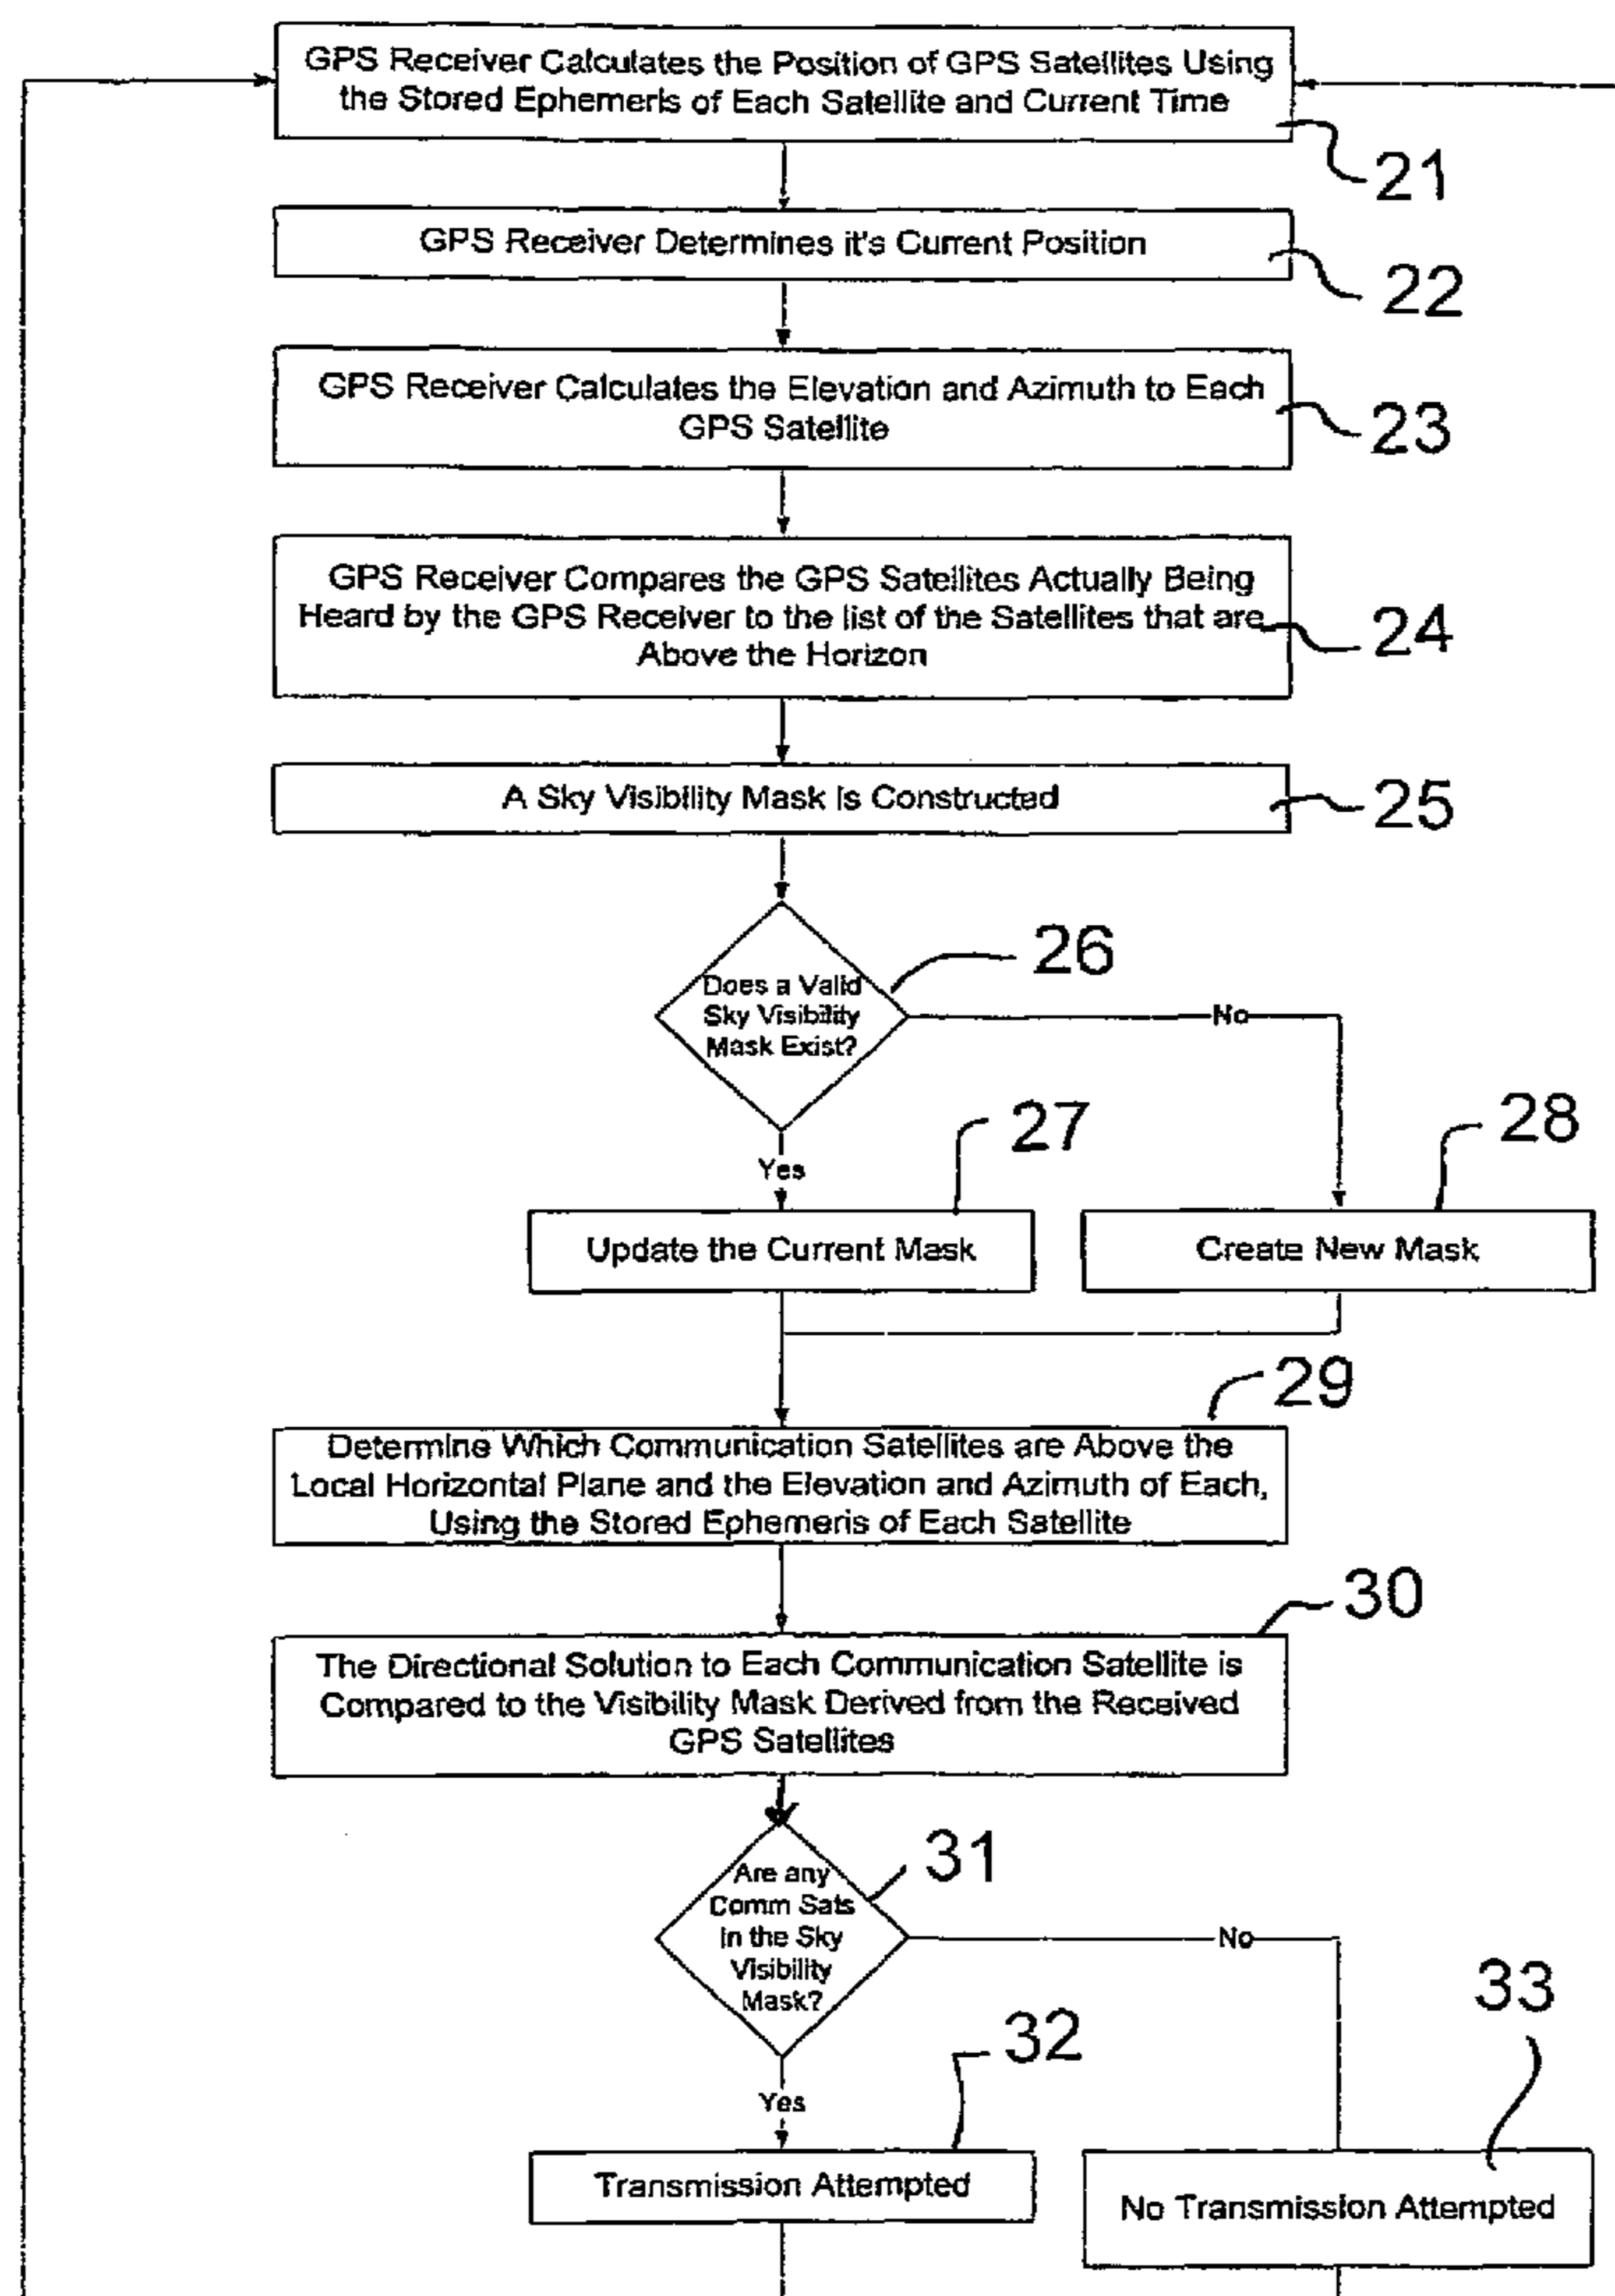 GPS Receiver Calculates the Position of GPS Satellites Using
the Stored Ephemeris of Each Satellite and Current Time
21
GPS Receiver Determines it's Current Position
22
GPS Receiver Calculates the Elevation and Azimuth to Each
GPS Satellite
23
GPS Receiver Compares the GPS Satellites Actually Being
Heard by the GPS Receiver to the list of the Satellites that are
Above the Horizon
24
A Sky Visibility Mask is Constructed
25
26
Does a Valid
Sky Visibility
Mask Exist?
No
Yes
27
28
Update the Current Mask
Create New Mask
29
Determine Which Communication Satellites are Above the
Local Horizontal Plane and the Elevation and Azimuth of Each,
Using the Stored Ephemeris of Each Satellite
30
The Directional Solution to Each Communication Satellite is
Compared to the Visibility Mask Derived from the Received
GPS Satellites
31
Are any
Comm Sats
in the Sky
Visibility
Mask?
No
Yes
32
33
Transmission Attempted
No Transmission Attempted